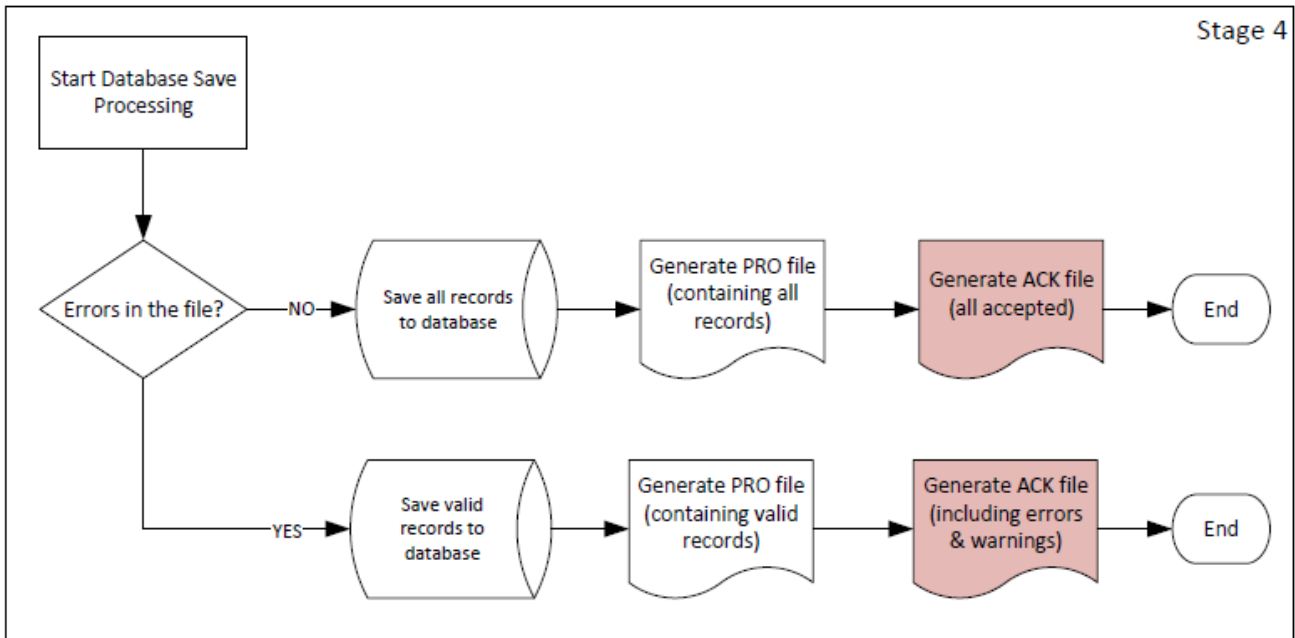 Stage 4
Start Database Save
Processing
Errors in the file?
NO
Save all records
to database
Generate PRO file
(containing all
records)
Generate ACK file
(all accepted)
End
YES
Save valid
records to
database
Generate PRO file
(containing valid
records)
Generate ACK file
(including errors
& warnings)
End